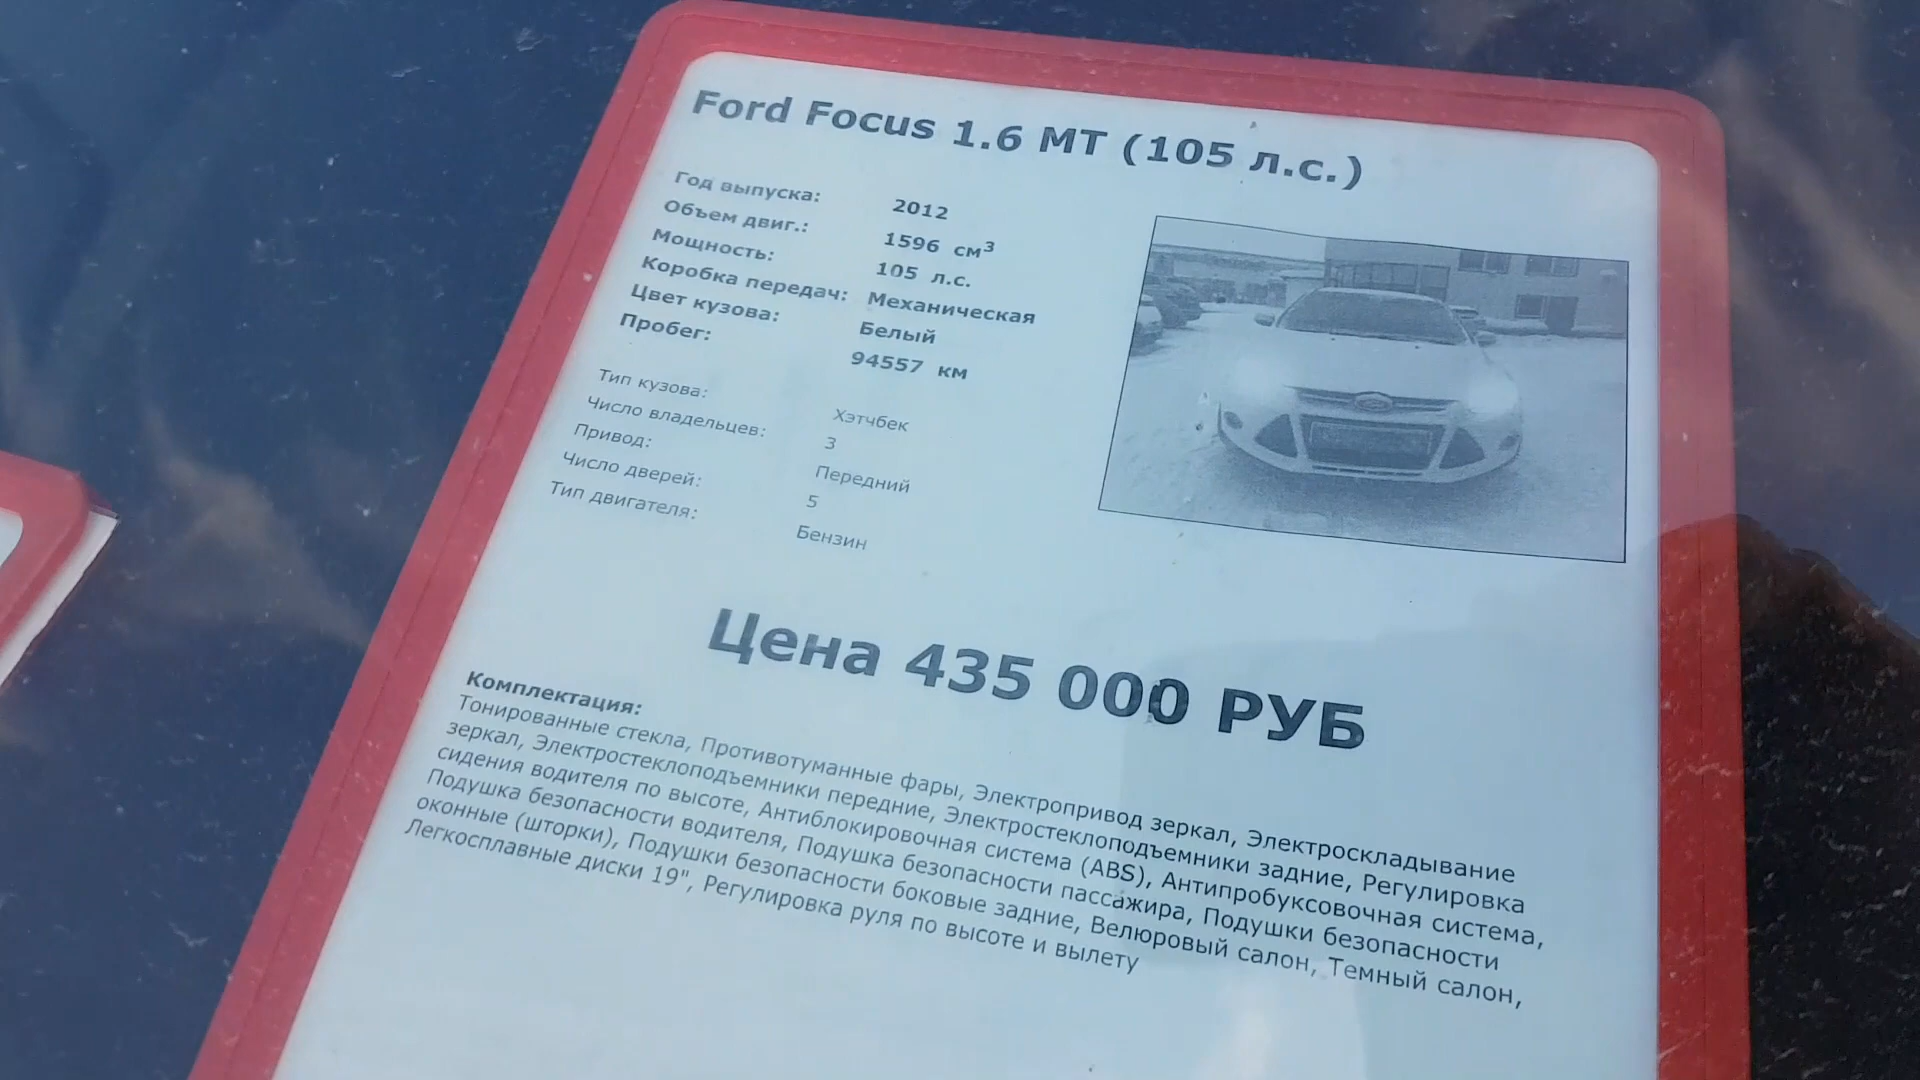 Ford Focus 1.6 MT (105 л.с.)
Год выпуска: 2012
Объем двиг.: 1596 см³
Мощность: 105 л.с.
Коробка передач: Механическая
Цвет кузова: Белый
Пробег: 94557 км
Тип кузова: Хэтчбек
Число владельцев: 3
Привод: Передний
Число дверей: 5
Тип двигателя: Бензин
Цена 435 000 РУБ
Комплектация:
Тонированные стекла, Противотуманные фары, Электропривод зеркал, Электроскладывание
зеркал, Электростеклоподъемники передние, Электростеклоподъемники задние, Регулировка
сидения водителя по высоте, Антиблокировочная система (ABS), Антипробуксовочная система,
Подушка безопасности водителя, Подушка безопасности пассажира, Подушки безопасности
оконные (шторки), Подушки безопасности боковые задние, Велюровый салон, Темный салон,
Легкосплавные диски 19", Регулировка руля по высоте и вылету